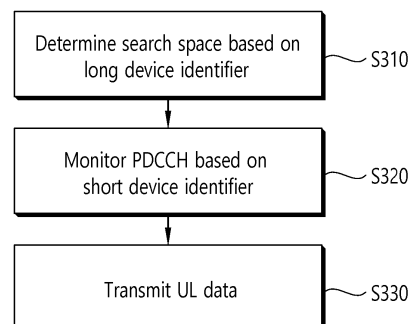 Determine search space based on
long device identifier
S310
Monitor PDCCH based on
short device identifier
S320
Transmit UL data
S330